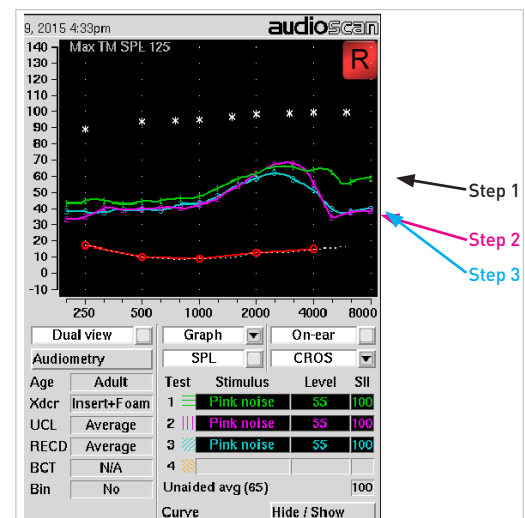 9, 2015 4:33pm audioscan
140 Max TM SPL 125
R
130
120
110
100
90
80
70
60
50
40
30
20
10
0
-10
Step 1
Step 2
Step 3
250 500 1000 2000 4000 8000
Dual view Graph On-ear
Audiometry SPL CROS
Age Adult Test Stimulus Level SII
Xdcr Insert+Foam 1 Pink noise 55 100
UCL Average 2 Pink noise 55 100
RECD Average 3 Pink noise 55 100
BCT N/A 4
Bin No Unaided avg (65) 100
Curve Hide / Show